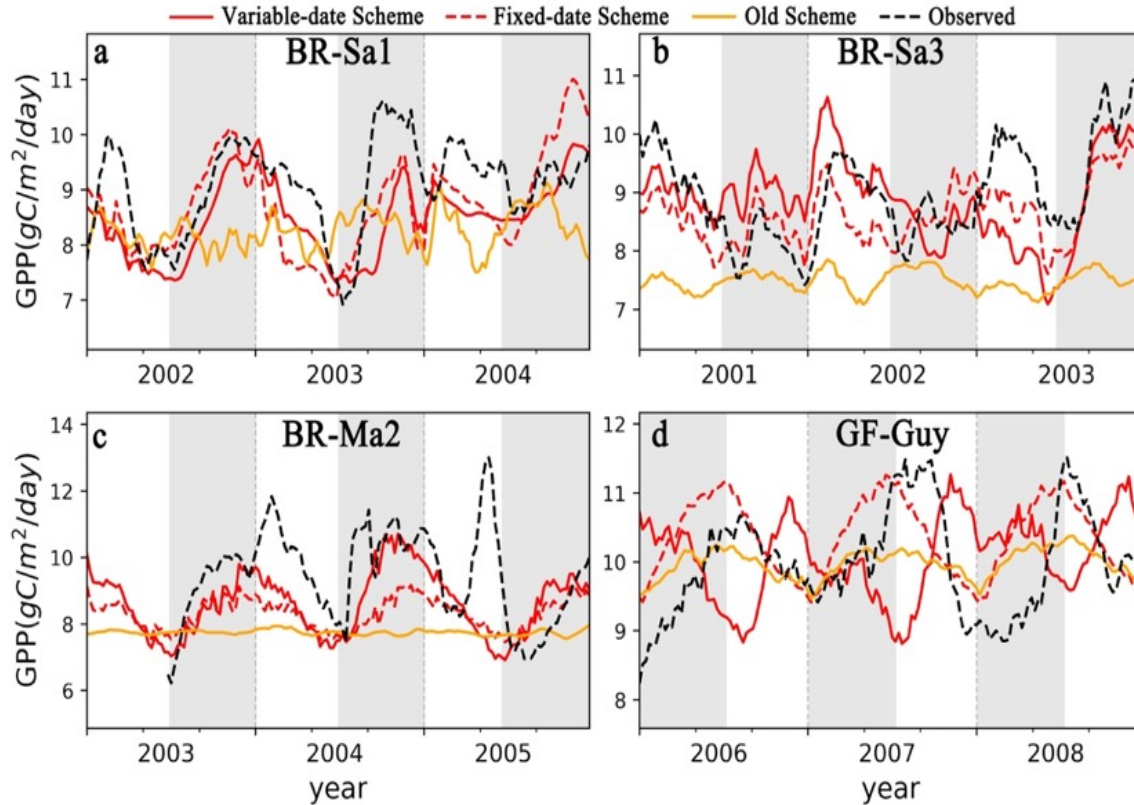 Variable-date Scheme Fixed-date Scheme Old Scheme Observed
a BR-Sa1
GPP(gC/m²/day)
11
10
9
8
7
2002 2003 2004
b BR-Sa3
11
10
9
8
7
2001 2002 2003
c BR-Ma2
GPP(gC/m²/day)
14
12
10
8
6
2003 2004 2005
year
d GF-Guy
12
11
10
9
8
2006 2007 2008
year